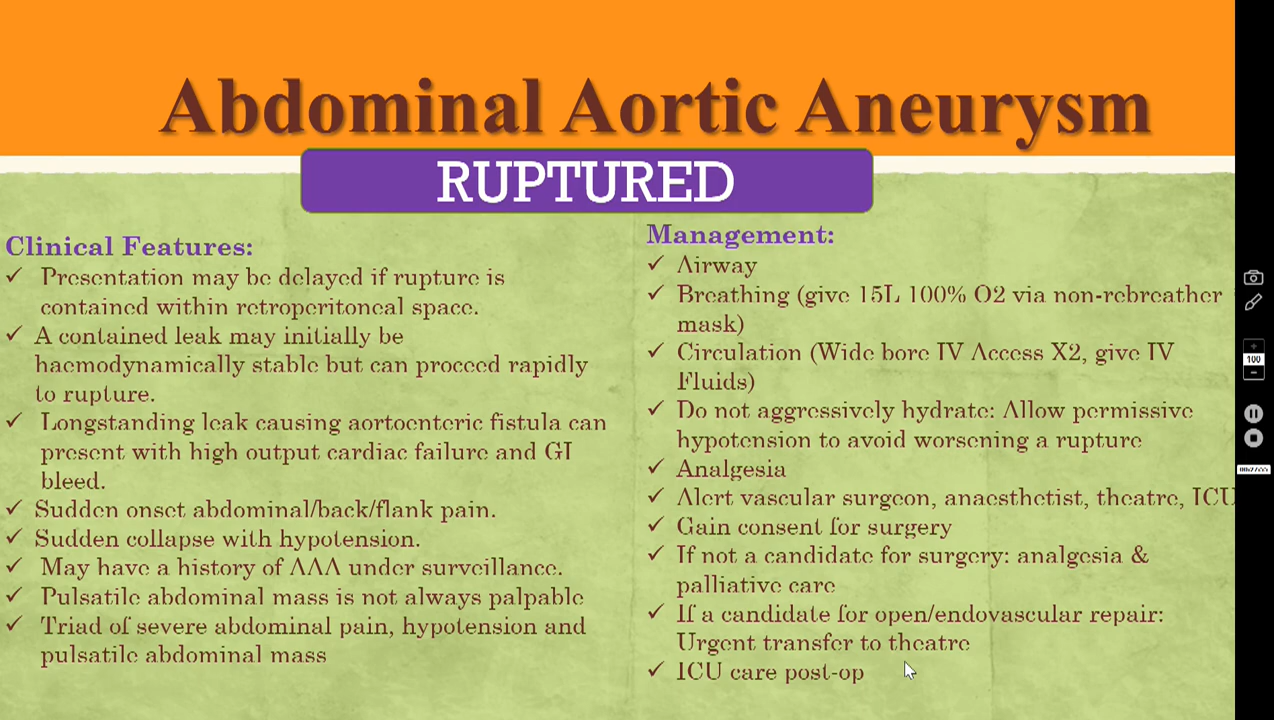 Abdominal Aortic Aneurysm
RUPTURED
Clinical Features:
✓ Presentation may be delayed if rupture is
contained within retroperitoneal space.
✓ A contained leak may initially be
haemodynamically stable but can proceed rapidly
to rupture.
✓ Longstanding leak causing aortoenteric fistula can
present with high output cardiac failure and GI
bleed.
✓ Sudden onset abdominal/back/flank pain.
✓ Sudden collapse with hypotension.
✓ May have a history of AAA under surveillance.
✓ Pulsatile abdominal mass is not always palpable
✓ Triad of severe abdominal pain, hypotension and
pulsatile abdominal mass
Management:
✓ Airway
✓ Breathing (give 15L 100% O2 via non-rebreather
mask)
✓ Circulation (Wide bore IV Access X2, give IV
Fluids)
✓ Do not aggressively hydrate: Allow permissive
hypotension to avoid worsening a rupture
✓ Analgesia
✓ Alert vascular surgeon, anaesthetist, theatre, ICU
✓ Gain consent for surgery
✓ If not a candidate for surgery: analgesia &
palliative care
✓ If a candidate for open/endovascular repair:
Urgent transfer to theatre
✓ ICU care post-op
100